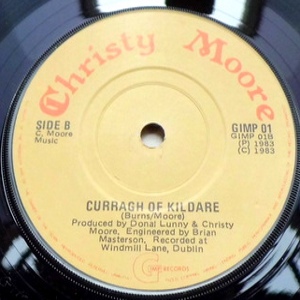 Christy Moore
SIDE B
C. Moore
Music
GIMP 01
GIMP 01B
(P) 1983
(C) 1983
CURRAGH OF KILDARE
(Burns/Moore)
Produced by Donal Lunny & Christy
Moore, Engineered by Brian
Masterson, Recorded at
Windmill Lane, Dublin
RECORDS